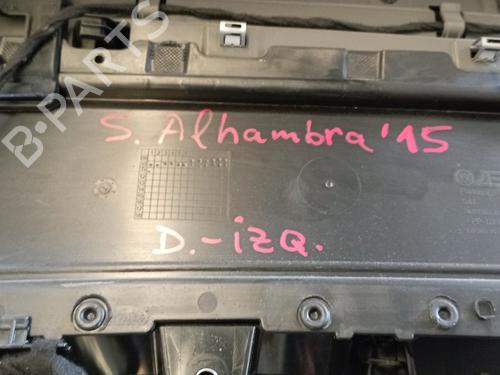 B-PARTS
S. Alhambra '15
D. - izQ.